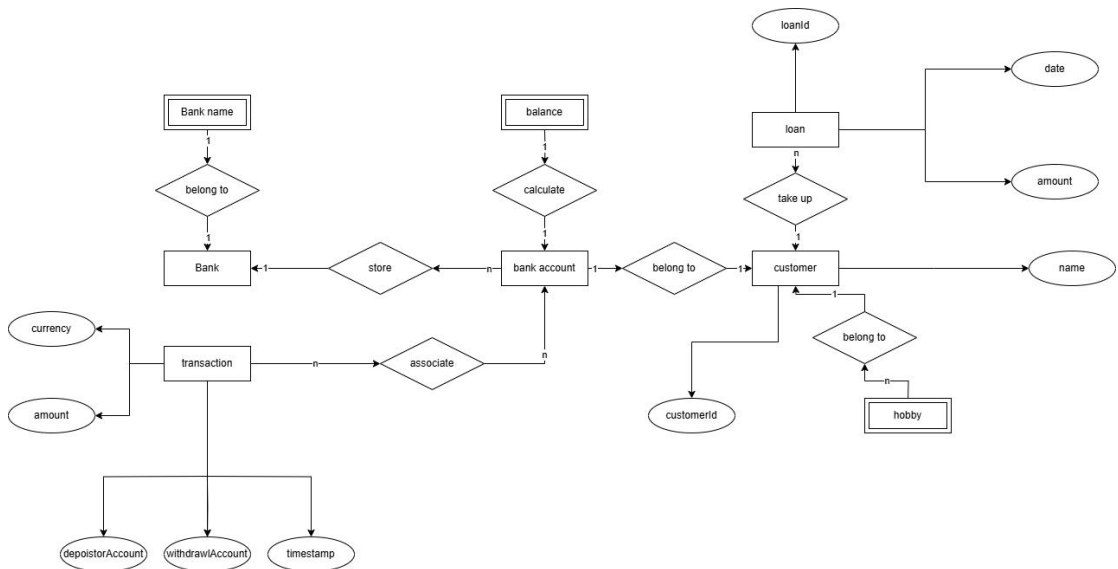 loanId
date
Bank name
balance
loan
1
1
n
belong to
calculate
amount
take up
1
1
1
Bank
1
store
n
bank account
1
belong to
1
customer
name
1
currency
belong to
transaction
n
associate
n
n
amount
customerId
hobby
depoistorAccount
withdrawlAccount
timestamp